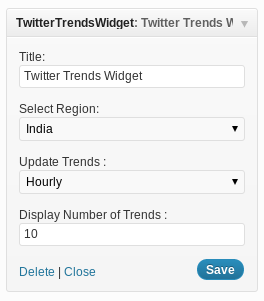 TwitterTrendsWidget: Twitter Trends W
Title:
Twitter Trends Widget
Select Region:
India
Update Trends :
Hourly
Display Number of Trends :
10
Delete | Close
Save